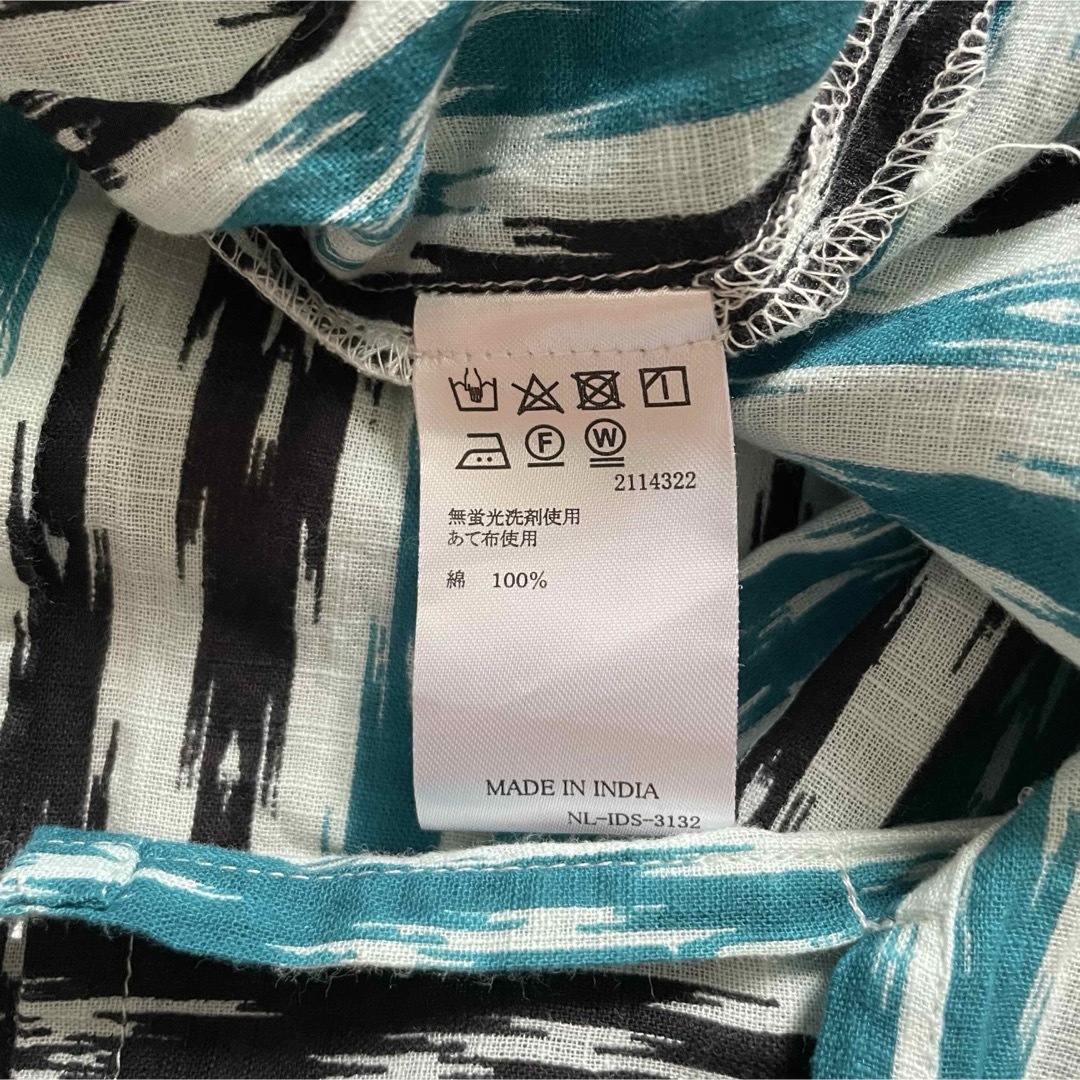 F W
2114322
無蛍光洗剤使用
あて布使用
綿 100%
MADE IN INDIA
NL-IDS-3132